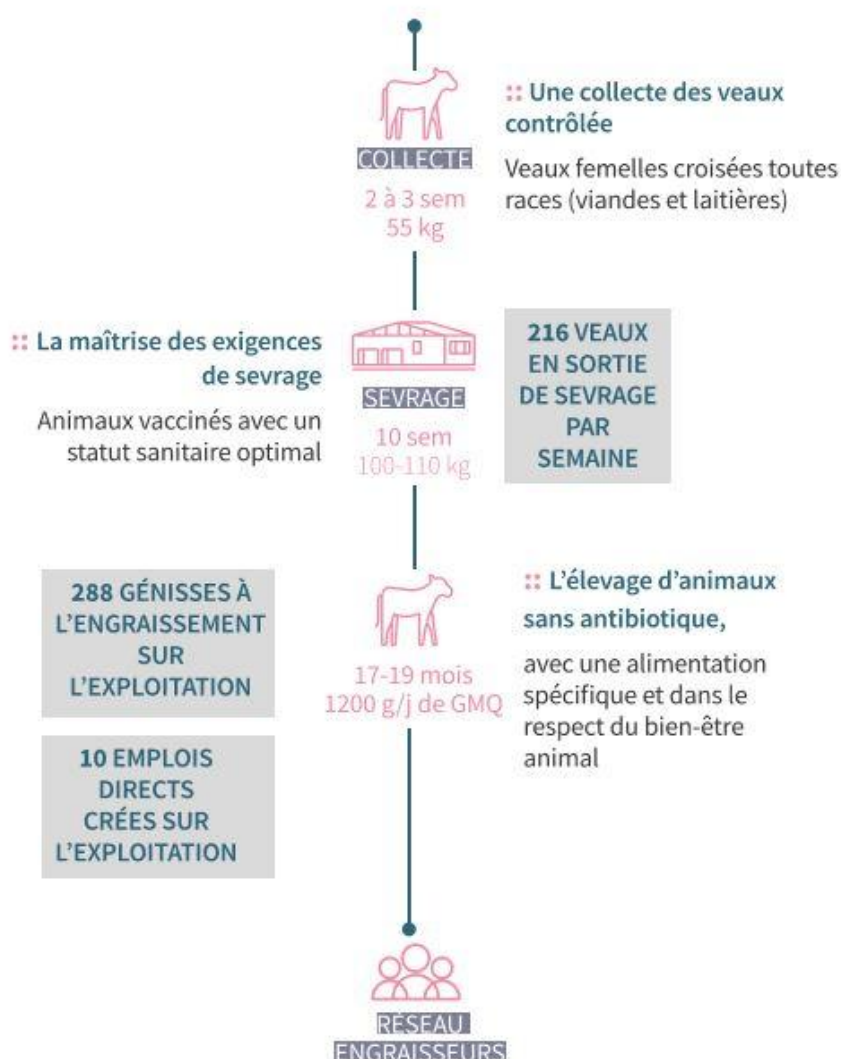 :: Une collecte des veaux
contrôlée
Veaux femelles croisées toutes
races (viandes et laitières)
COLLECTE
2 à 3 sem
55 kg
:: La maîtrise des exigences
de sevrage
Animaux vaccinés avec un
statut sanitaire optimal
SEVRAGE
10 sem
100-110 kg
216 VEAUX
EN SORTIE
DE SEVRAGE
PAR
SEMAINE
288 GÉNISSES À
L'ENGRAISSEMENT
SUR
L'EXPLOITATION
10 EMPLOIS
DIRECTS
CRÉES SUR
L'EXPLOITATION
17-19 mois
1200 g/j de GMQ
:: L'élevage d'animaux
sans antibiotique,
avec une alimentation
spécifique et dans le
respect du bien-être
animal
RÉSEAU
ENGRAISSEURS